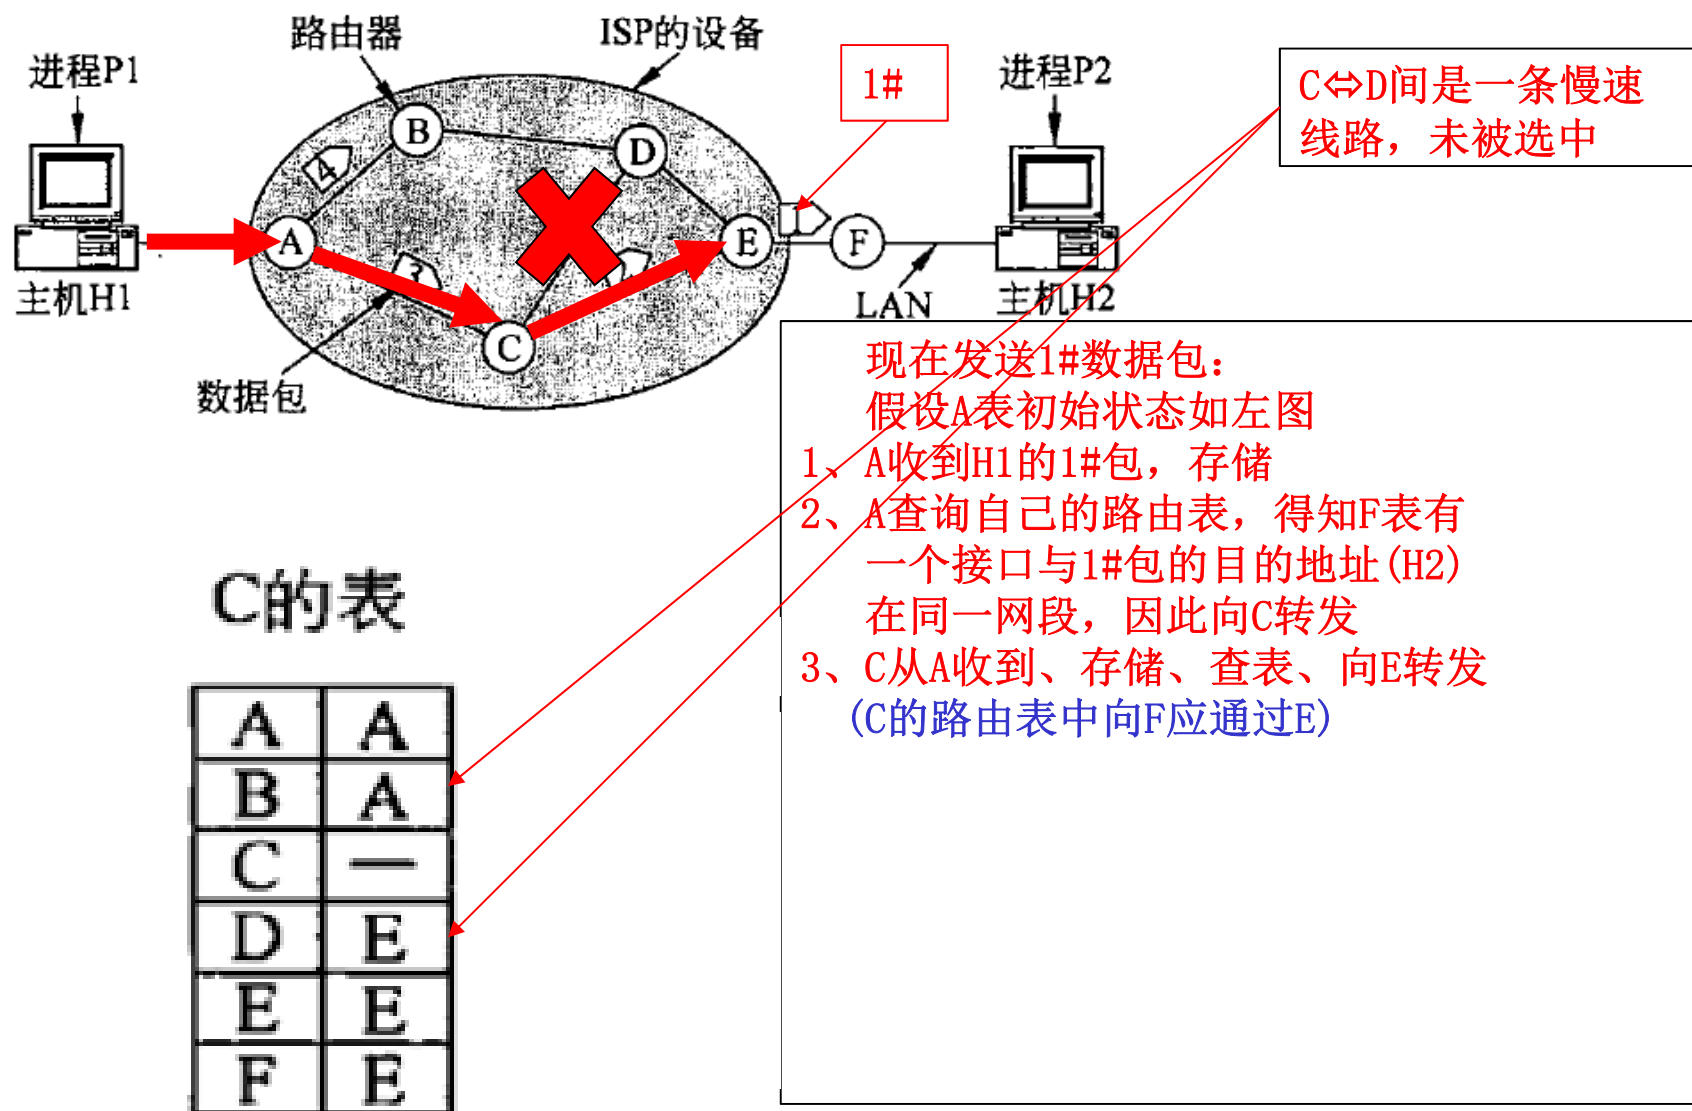 路由器
ISP的设备
进程P1
1#
进程P2
C⇔D间是一条慢速
线路，未被选中
B
D
4
A
E
F
3
C
主机H1
LAN
主机H2
数据包
现在发送1#数据包：
假设A表初始状态如左图
1、A收到H1的1#包，存储
2、A查询自己的路由表，得知F表有
一个接口与1#包的目的地址(H2)
在同一网段，因此向C转发
3、C从A收到、存储、查表、向E转发
(C的路由表中向F应通过E)
C的表
A A
B A
C —
D E
E E
F E